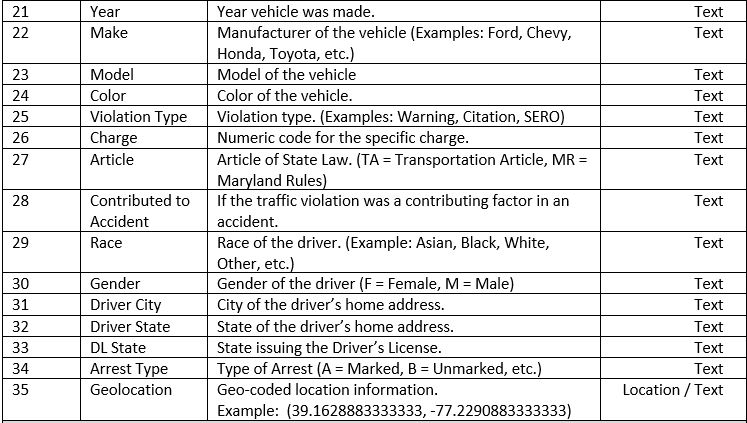 21 Year Year vehicle was made. Text
22 Make Manufacturer of the vehicle (Examples: Ford, Chevy, Text
Honda, Toyota, etc.)
23 Model Model of the vehicle Text
24 Color Color of the vehicle. Text
25 Violation Type Violation type. (Examples: Warning, Citation, SERO) Text
26 Charge Numeric code for the specific charge. Text
27 Article Article of State Law. (TA = Transportation Article, MR = Text
Maryland Rules)
28 Contributed to If the traffic violation was a contributing factor in an Text
Accident accident.
29 Race Race of the driver. (Example: Asian, Black, White, Text
Other, etc.)
30 Gender Gender of the driver (F = Female, M = Male) Text
31 Driver City City of the driver’s home address. Text
32 Driver State State of the driver’s home address. Text
33 DL State State issuing the Driver’s License. Text
34 Arrest Type Type of Arrest (A = Marked, B = Unmarked, etc.) Text
35 Geolocation Geo-coded location information. Location / Text
Example: (39.1628883333333, -77.2290883333333)